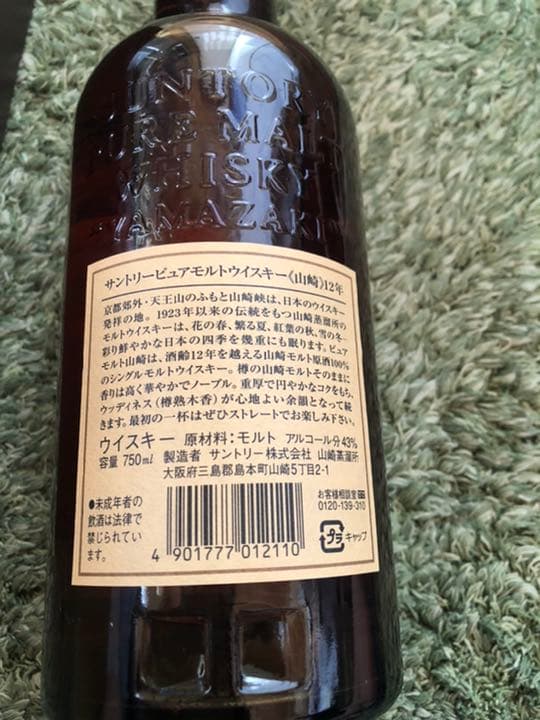 SUNTORY
PURE MALT
WHISKY
YAMAZAKI
サントリーピュアモルトウイスキー《山崎》12年
京都郊外・天王山のふもと山崎峡は、日本のウイスキー
発祥の地。1923年以来の伝統をもつ山崎蒸溜所の
モルトウイスキーは、花の春、繁る夏、紅葉の秋、雪の冬…
彩り鮮やかな日本の四季を幾重にも眠ります。ピュア
モルト山崎は、酒齢12年を越える山崎モルト原酒100%
のシングルモルトウイスキー。樽の山崎モルトそのままに
香りは高く華やかでノーブル。重厚で円やかなコクをもち、
ウッディネス(樽熟木香)が心地よい余韻となって続
きます。最初の一杯はぜひストレートでお楽しみ下さい。
ウイスキー 原材料:モルト アルコール分43%
容量 750ml 製造者 サントリー株式会社 山崎蒸溜所
大阪府三島郡島本町山崎5丁目2-1
●未成年者の
飲酒は法律で
禁じられてい
ます。
4 901777 012110
お客様相談室
0120-139-310
プラ キャップ